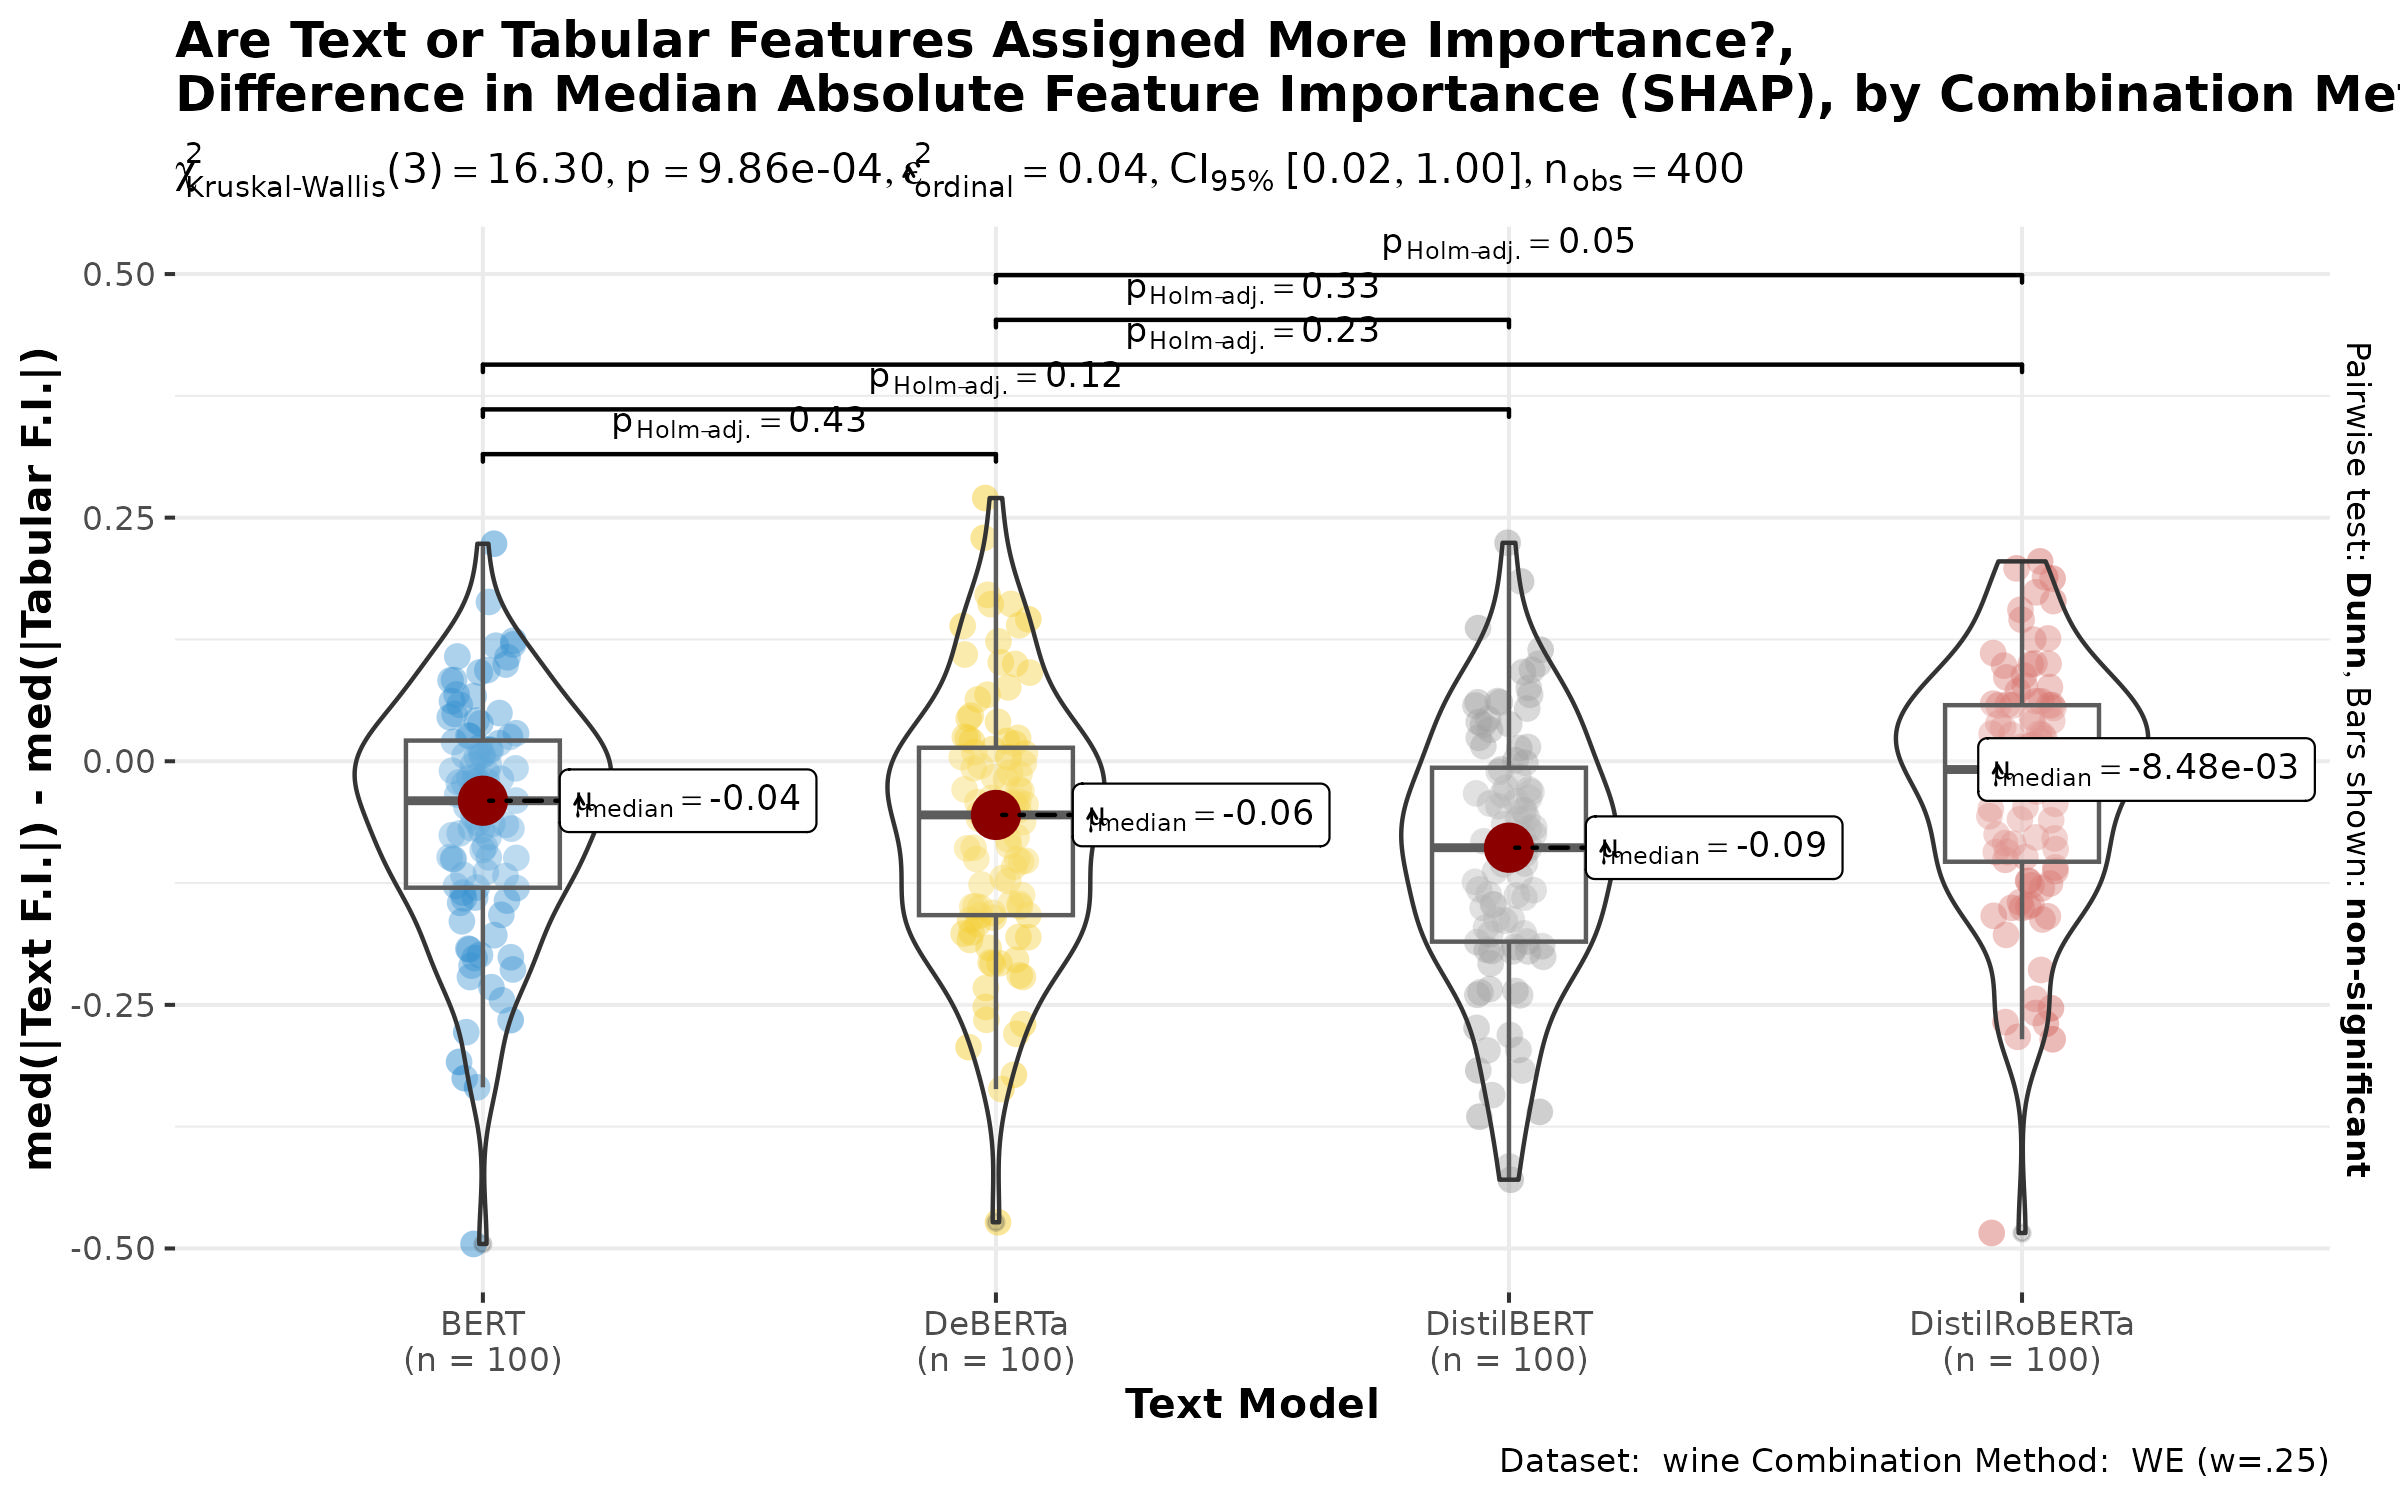 Are Text or Tabular Features Assigned More Importance?,
Difference in Median Absolute Feature Importance (SHAP), by Combination Met
χ²Kruskal-Wallis(3) = 16.30, p = 9.86e-04, ε̂²ordinal = 0.04, CI95% [0.02, 1.00], nobs = 400
pHolm-adj. = 0.05
pHolm-adj. = 0.33
pHolm-adj. = 0.23
pHolm-adj. = 0.12
pHolm-adj. = 0.43
med(|Text F.I.|) - med(|Tabular F.I.|)
0.50
0.25
0.00
-0.25
-0.50
μ̂median = -0.04
μ̂median = -0.06
μ̂median = -0.09
μ̂median = -8.48e-03
Pairwise test: Dunn, Bars shown: non-significant
BERT
(n = 100)
DeBERTa
(n = 100)
DistilBERT
(n = 100)
DistilRoBERTa
(n = 100)
Text Model
Dataset:  wine Combination Method:  WE (w=.25)